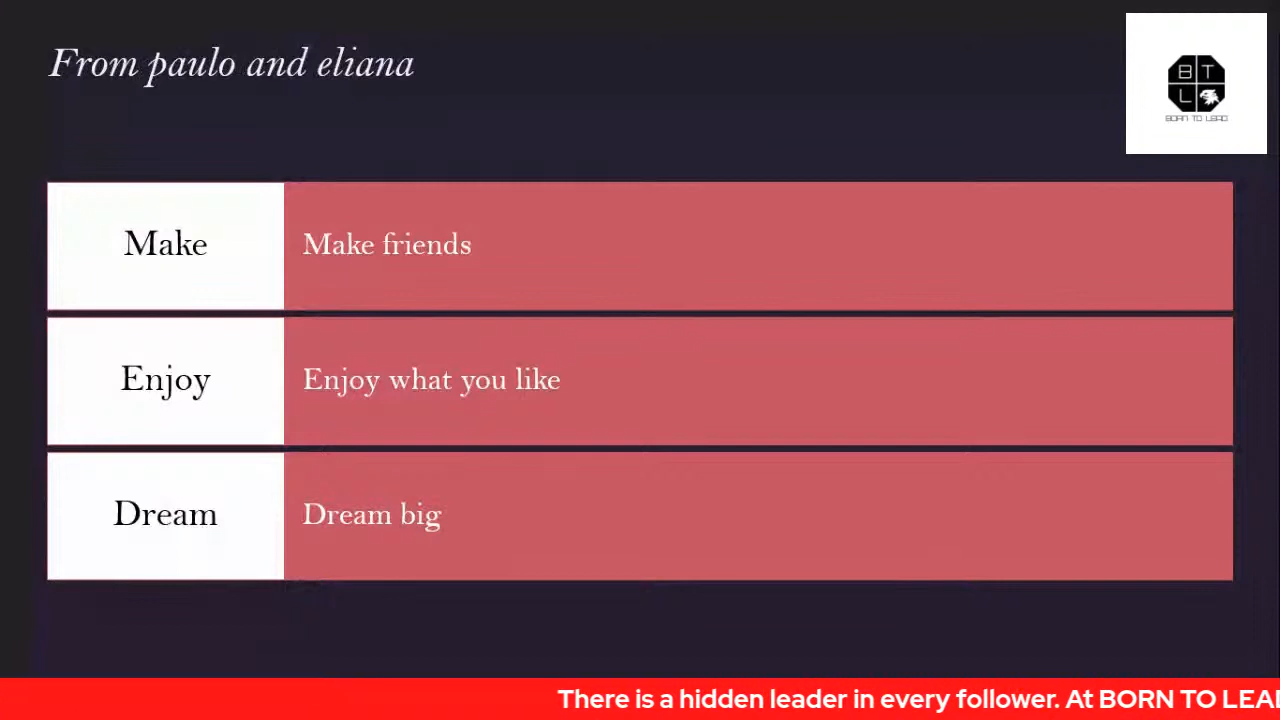 From paulo and eliana
B T
L
BORN TO LEAD
Make
Make friends
Enjoy
Enjoy what you like
Dream
Dream big
There is a hidden leader in every follower. At BORN TO LEA